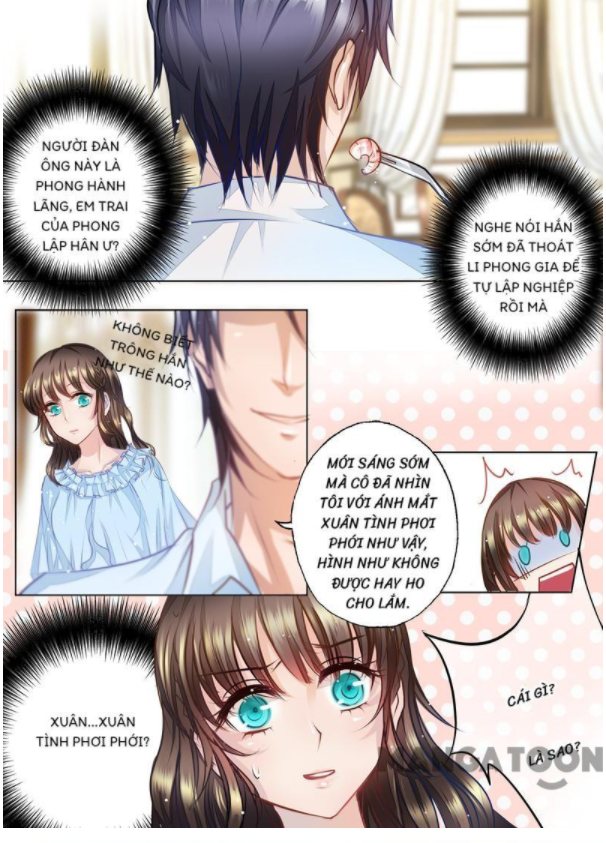 NGƯỜI ĐÀN
ÔNG NÀY LÀ
PHONG HÀNH
LÃNG, EM TRAI
CỦA PHONG
LẬP HÂN Ư?
NGHE NÓI HẮN
SỚM ĐÃ THOÁT
LI PHONG GIA ĐỂ
TỰ LẬP NGHIỆP
RỒI MÀ
KHÔNG BIẾT
TRÔNG HẮN
NHƯ THẾ NÀO?
MỚI SÁNG SỚM
MÀ CÔ ĐÃ NHÌN
TÔI VỚI ÁNH MẮT
XUÂN TÌNH PHƠI
PHỚI NHƯ VẬY,
HÌNH NHƯ KHÔNG
ĐƯỢC HAY HO
CHO LẮM.
XUÂN...XUÂN
TÌNH PHƠI PHỚI?
CÁI GÌ?
LÀ SAO?
MANGATOON